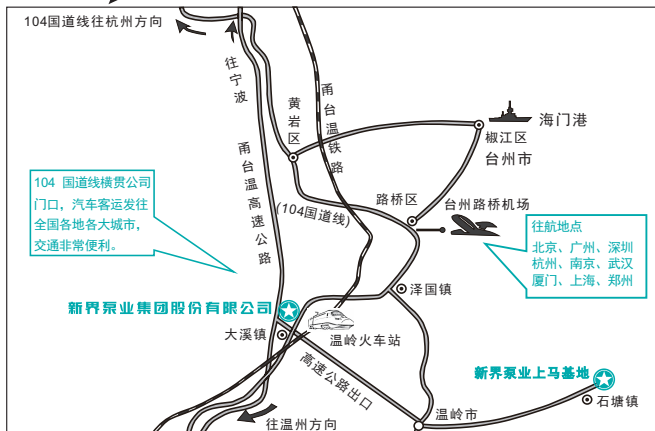 104国道线往杭州方向
往宁波
黄岩区
甬台温铁路
海门港
椒江区
台州市
104 国道线横贯公司
门口，汽车客运发往
全国各地各大城市，
交通非常便利。
甬台温高速公路
(104国道线)
路桥区
台州路桥机场
往航地点
北京、广州、深圳
杭州、南京、武汉
厦门、上海、郑州
泽国镇
新界泵业集团股份有限公司
大溪镇
温岭火车站
高速公路出口
新界泵业上马基地
石塘镇
温岭市
往温州方向